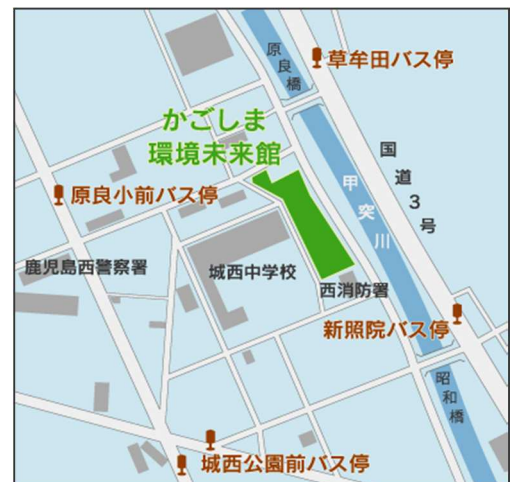 原良橋
草牟田バス停
かごしま
環境未来館
国道3号
甲突川
原良小前バス停
鹿児島西警察署
城西中学校
西消防署
新照院バス停
昭和橋
城西公園前バス停